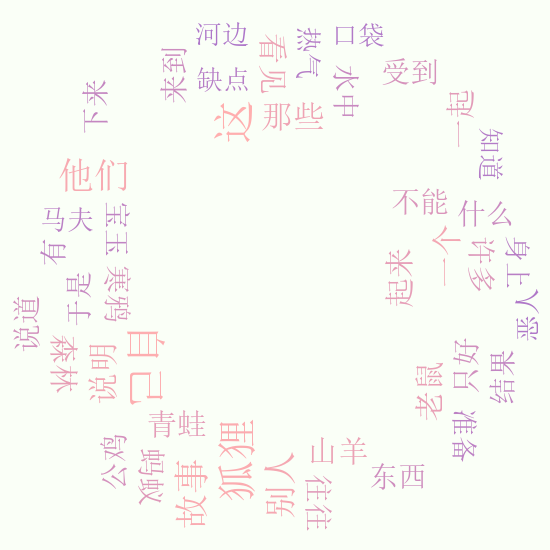 河边
口袋
热气
看见
来到
缺点
水中
受到
下来
这
那些
一起
知道
他们
不能
什么
马夫
宝玉
有
一个
许多
身上
起来
于是
寒鸦
恶人
说道
森林
说明
自己
只好
结果
老鼠
青蛙
准备
公鸡
蚂蚁
故事
狐狸
别人
山羊
往往
东西